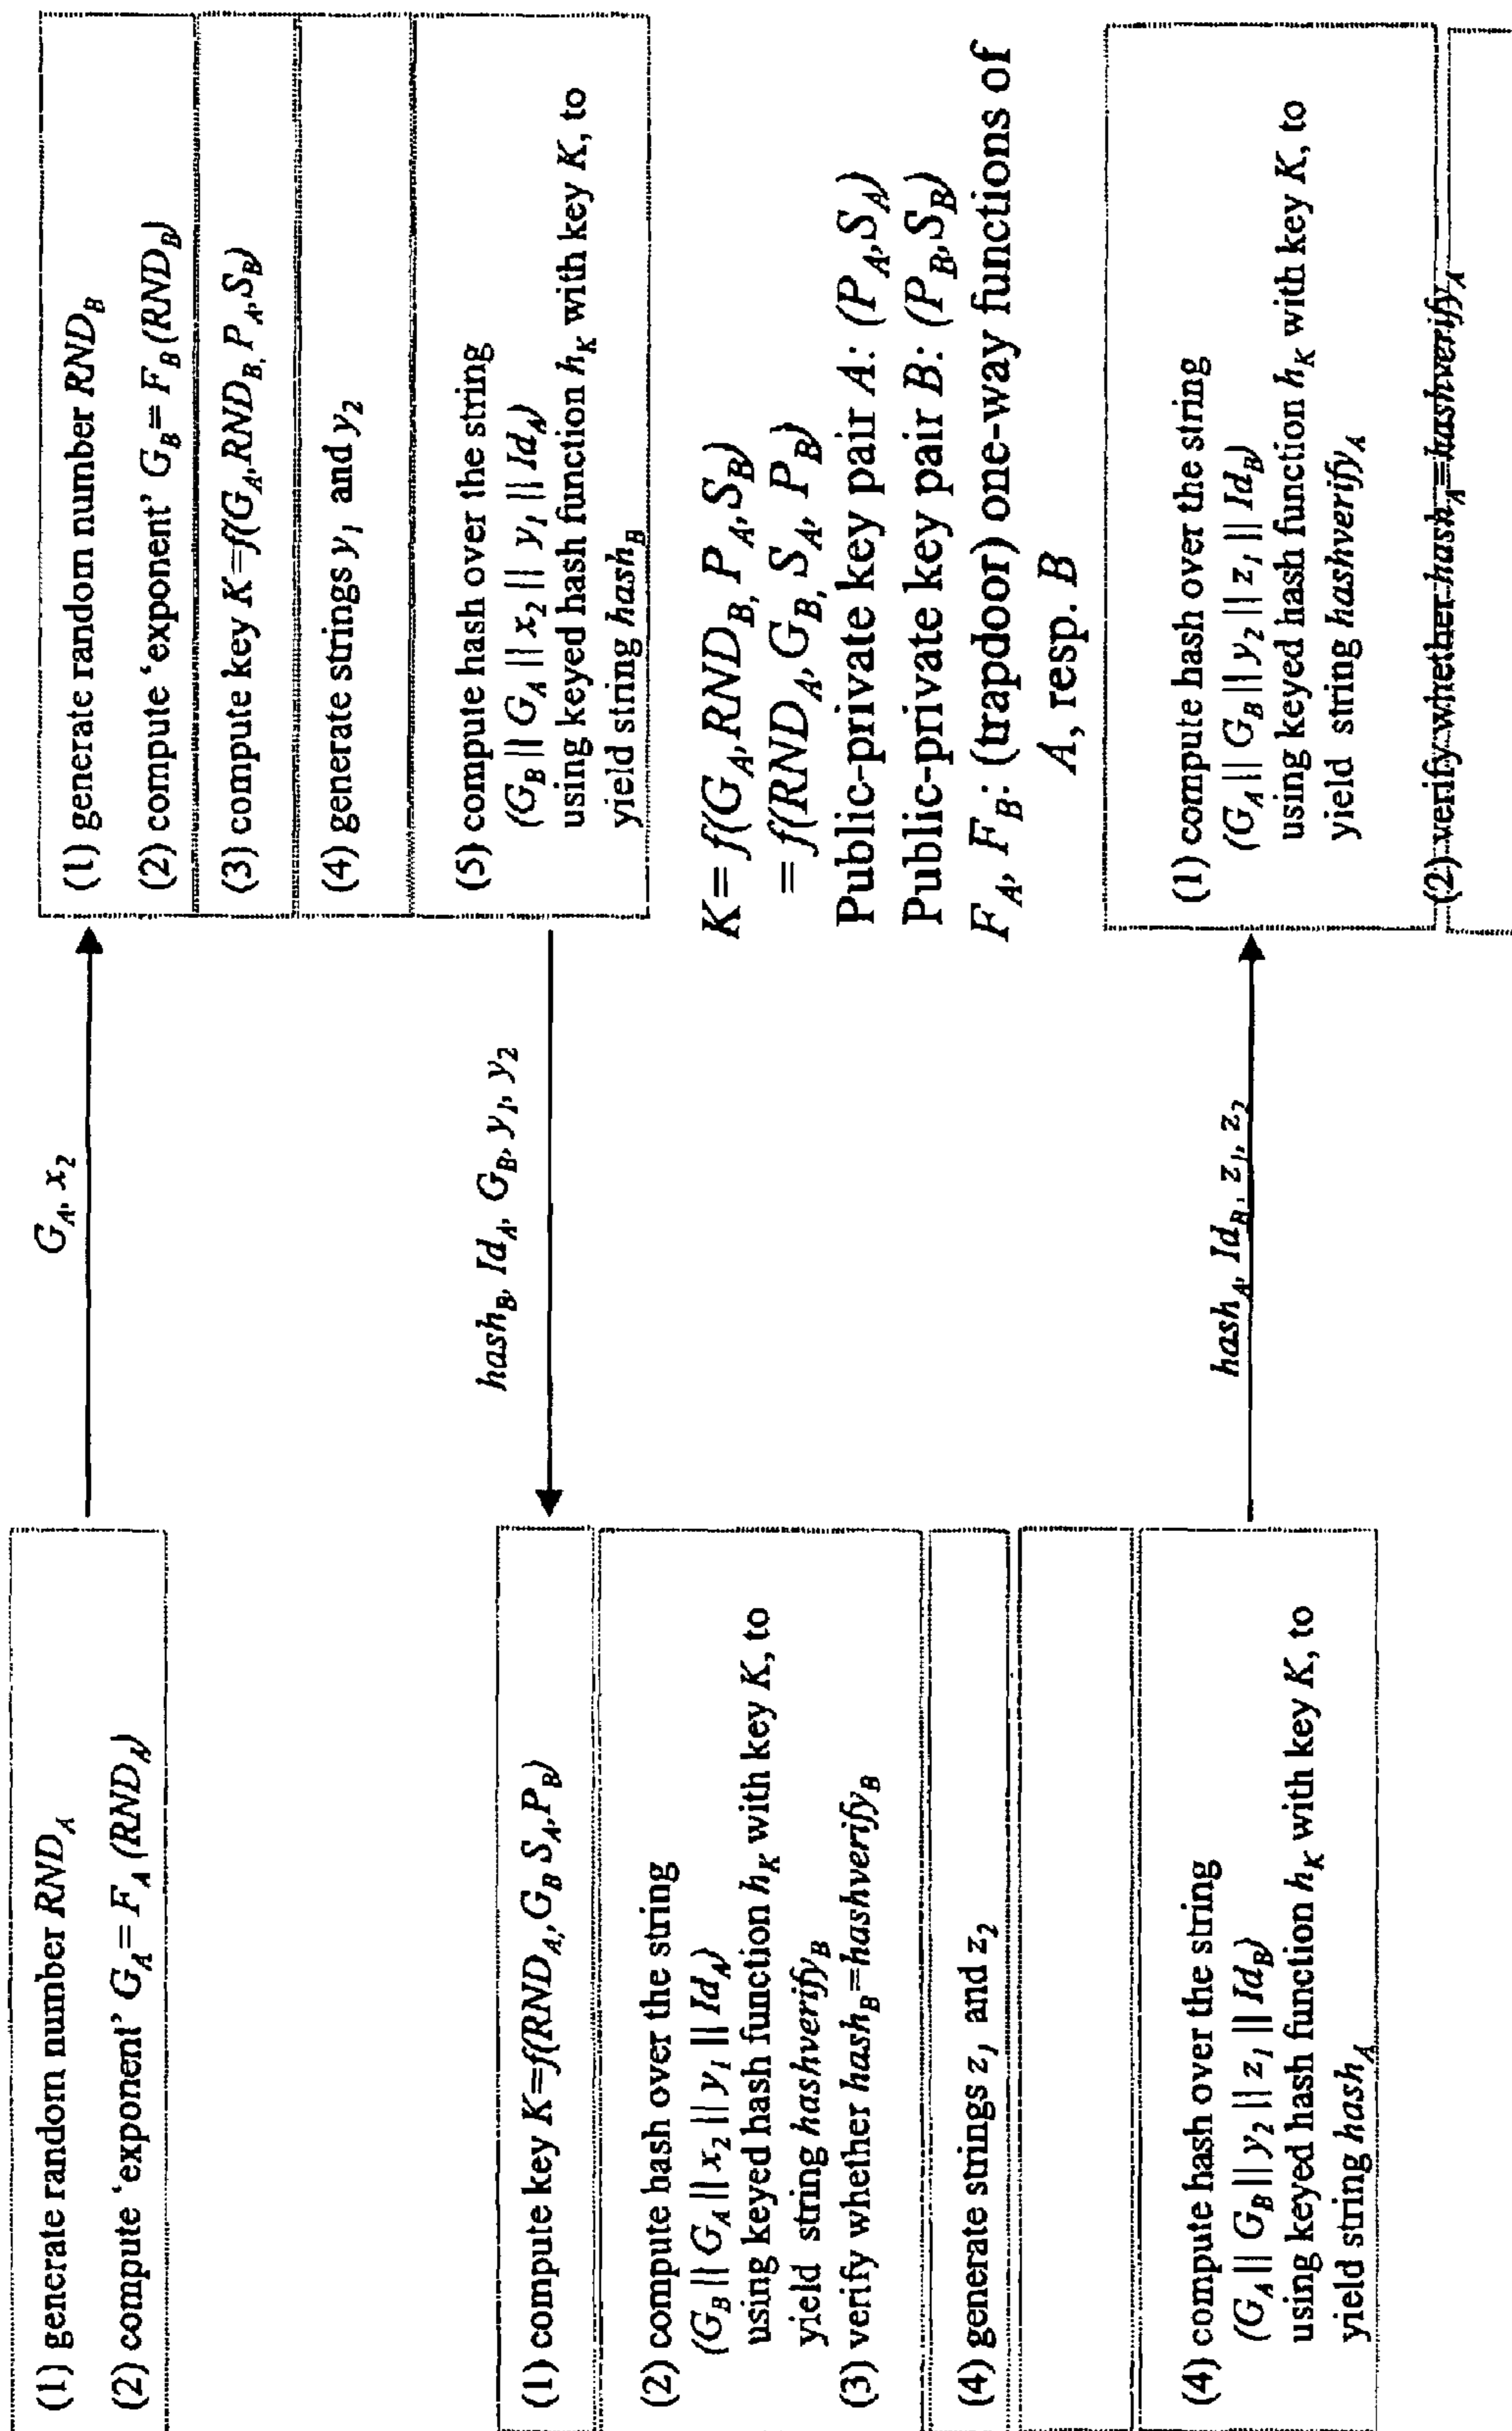 (1) generate random number RND_A
(2) compute 'exponent' G_A = F_A (RND_A)
G_A, x_2
(1) generate random number RND_B
(2) compute 'exponent' G_B = F_B (RND_B)
(3) compute key K=f(G_A, RND_B, P_A, S_B)
(4) generate strings y_1 and y_2
(5) compute hash over the string
(G_B || G_A || x_2 || y_1 || Id_A)
using keyed hash function h_K with key K, to
yield string hash_B
hash_B, Id_A, G_B, y_1, y_2
(1) compute key K=f(RND_A, G_B S_A, P_B)
(2) compute hash over the string
(G_B || G_A || x_2 || y_1 || Id_A)
using keyed hash function h_K with key K, to
yield string hashverify_B
(3) verify whether hash_B=hashverify_B
(4) generate strings z_1 and z_2
(4) compute hash over the string
(G_A || G_B || y_2 || z_1 || Id_B)
using keyed hash function h_K with key K, to
yield string hash_A
K= f(G_A, RND_B, P_A, S_B)
= f(RND_A, G_B, S_A, P_B)
Public-private key pair A: (P_A, S_A)
Public-private key pair B: (P_B, S_B)
F_A, F_B: (trapdoor) one-way functions of
A, resp. B
hash_A, Id_B, z_1, z_2
(1) compute hash over the string
(G_A || G_B || y_2 || z_1 || Id_B)
using keyed hash function h_K with key K, to
yield string hashverify_A
(2) verify whether hash_A=hashverify_A